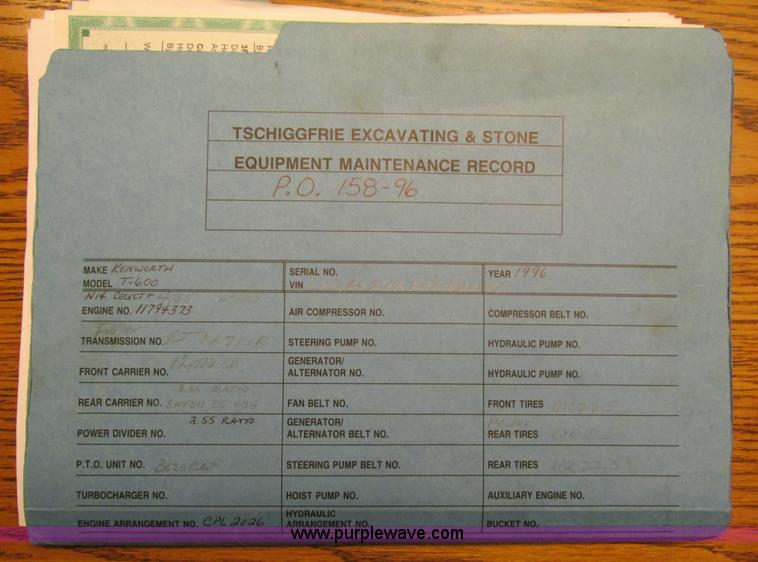 TSCHIGGFRIE EXCAVATING & STONE
EQUIPMENT MAINTENANCE RECORD
P.O. 158-96
MAKE KENWORTH
MODEL T-600
SERIAL NO.
VIN
YEAR 1996
N14 CELECT+
ENGINE NO. 11794373
AIR COMPRESSOR NO.
COMPRESSOR BELT NO.
TRANSMISSION NO.
STEERING PUMP NO.
HYDRAULIC PUMP NO.
FRONT CARRIER NO. 12,000
GENERATOR/
ALTERNATOR NO.
HYDRAULIC PUMP NO.
3.55 RATIO
REAR CARRIER NO. EATON DS 404
FAN BELT NO.
FRONT TIRES
3.55 RATIO
POWER DIVIDER NO.
GENERATOR/
ALTERNATOR BELT NO.
REAR TIRES
P.T.O. UNIT NO.
STEERING PUMP BELT NO.
REAR TIRES
TURBOCHARGER NO.
HOIST PUMP NO.
AUXILIARY ENGINE NO.
ENGINE ARRANGEMENT NO. CPL 2026
HYDRAULIC
ARRANGEMENT NO.
BUCKET NO.
www.purplewave.com